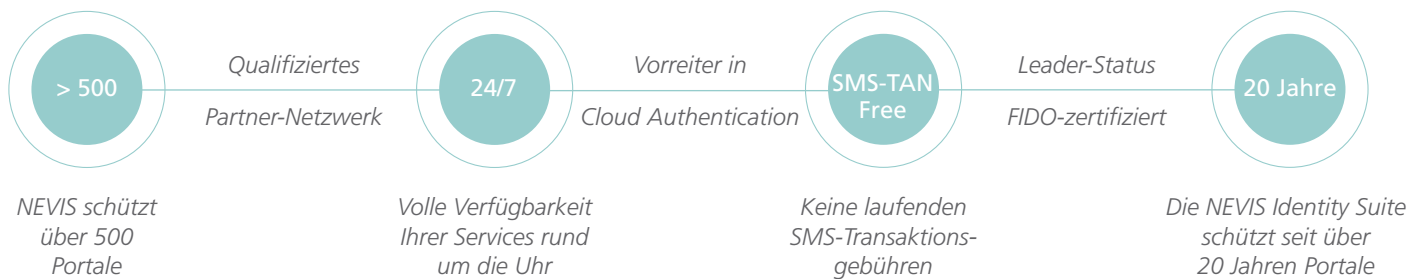 > 500
Qualifiziertes
Partner-Netzwerk
24/7
Vorreiter in
Cloud Authentication
SMS-TAN
Free
Leader-Status
FIDO-zertifiziert
20 Jahre
NEVIS schützt
über 500
Portale
Volle Verfügbarkeit
Ihrer Services rund
um die Uhr
Keine laufenden
SMS-Transaktions-
gebühren
Die NEVIS Identity Suite
schützt seit über
20 Jahren Portale